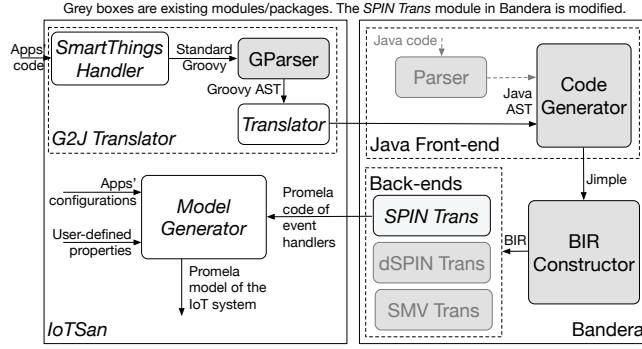 Grey boxes are existing modules/packages. The SPIN Trans module in Bandera is modified.
Apps'
code
SmartThings
Handler
Standard
Groovy
GParser
Groovy AST
Translator
G2J Translator
Java code
Parser
Java
AST
Code
Generator
Java Front-end
Jimple
Apps'
configurations
User-defined
properties
Model
Generator
Promela
code of
event
handlers
Promela
model of the
IoT system
IoTSan
Back-ends
SPIN Trans
dSPIN Trans
SMV Trans
BIR
BIR
Constructor
Bandera